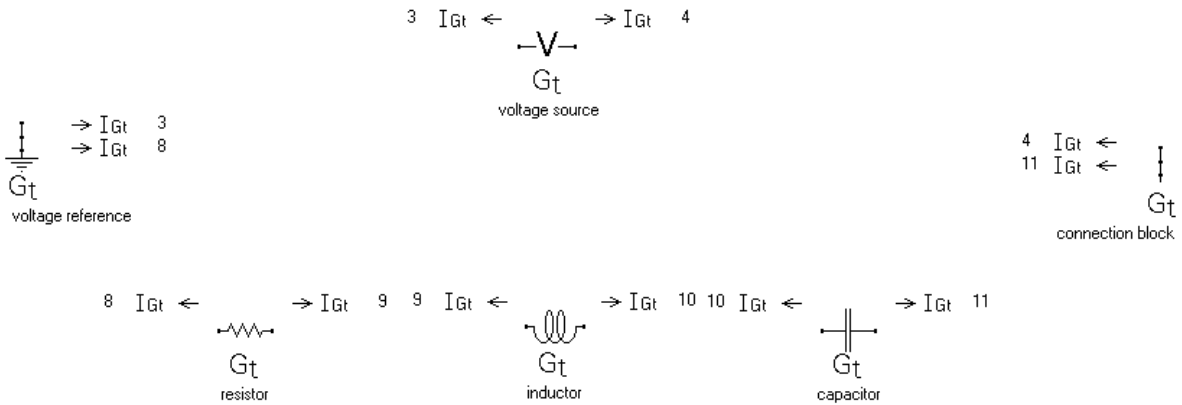 3 IGt ← → IGt 4
V
Gt
voltage source
→ IGt 3
→ IGt 8
Gt
voltage reference
4 IGt ←
11 IGt ←
Gt
connection block
8 IGt ← → IGt 9
Gt
resistor
9 IGt ← → IGt 10
Gt
inductor
10 IGt ← → IGt 11
Gt
capacitor